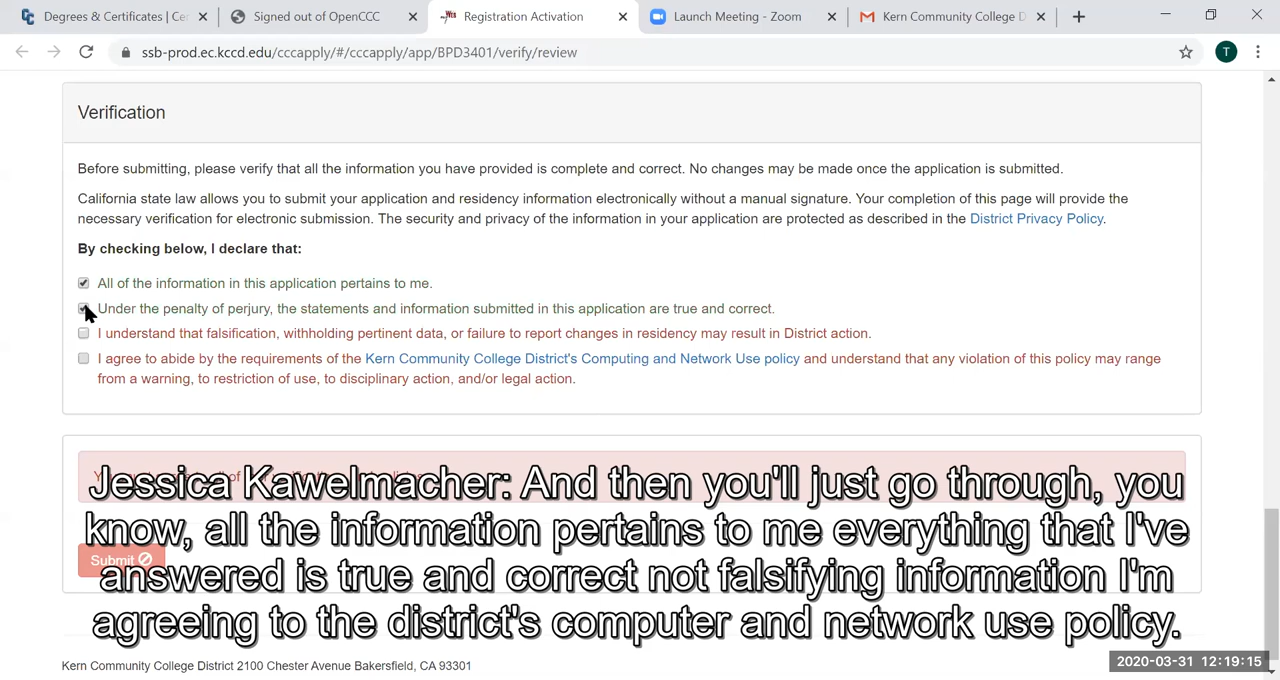 Degrees & Certificates | Ce
Signed out of OpenCCC
Registration Activation
Launch Meeting - Zoom
Kern Community College D
ssb-prod.ec.kccd.edu/cccapply/#/cccapply/app/BPD3401/verify/review
T
Verification
Before submitting, please verify that all the information you have provided is complete and correct. No changes may be made once the application is submitted.
California state law allows you to submit your application and residency information electronically without a manual signature. Your completion of this page will provide the
necessary verification for electronic submission. The security and privacy of the information in your application are protected as described in the District Privacy Policy.
By checking below, I declare that:
All of the information in this application pertains to me.
Under the penalty of perjury, the statements and information submitted in this application are true and correct.
I understand that falsification, withholding pertinent data, or failure to report changes in residency may result in District action.
I agree to abide by the requirements of the Kern Community College District's Computing and Network Use policy and understand that any violation of this policy may range
from a warning, to restriction of use, to disciplinary action, and/or legal action.
Jessica Kawelmacher: And then you'll just go through, you
know, all the information pertains to me everything that I've
Submit
answered is true and correct not falsifying information I'm
agreeing to the district's computer and network use policy.
Kern Community College District 2100 Chester Avenue Bakersfield, CA 93301
2020-03-31 12:19:15